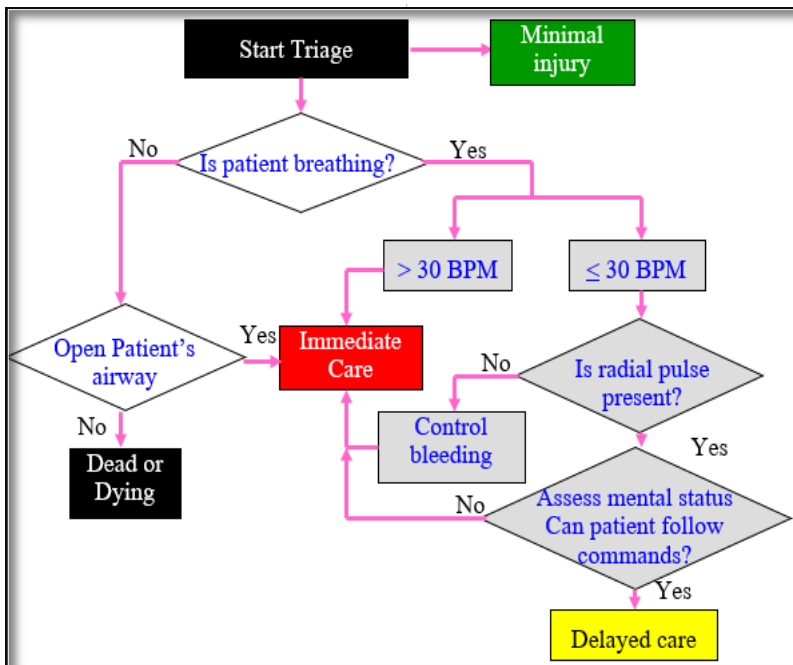 Start Triage
Minimal
injury
No
Is patient breathing?
Yes
> 30 BPM
≤ 30 BPM
Open Patient's
airway
Yes
Immediate
Care
No
Is radial pulse
present?
Control
bleeding
No
Yes
Dead or
Dying
No
Assess mental status
Can patient follow
commands?
Yes
Delayed care